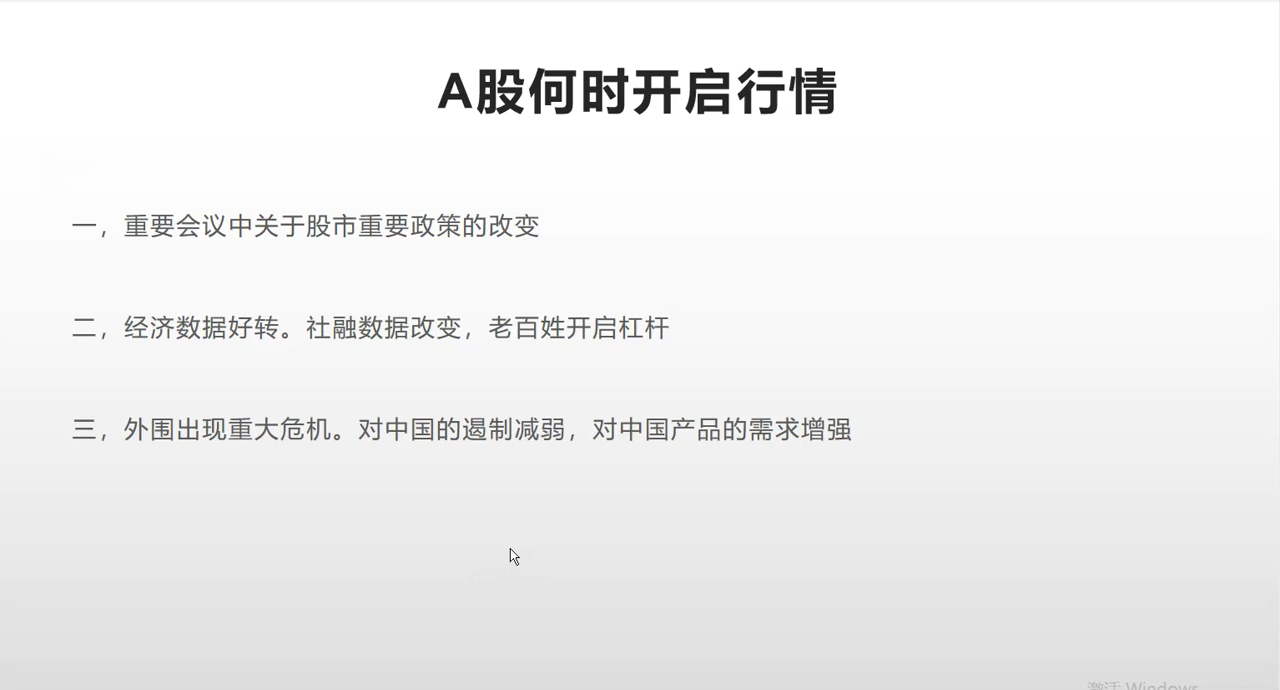 A股何时开启行情
一，重要会议中关于股市重要政策的改变
二，经济数据好转。社融数据改变，老百姓开启杠杆
三，外围出现重大危机。对中国的遏制减弱，对中国产品的需求增强
激活 Windows